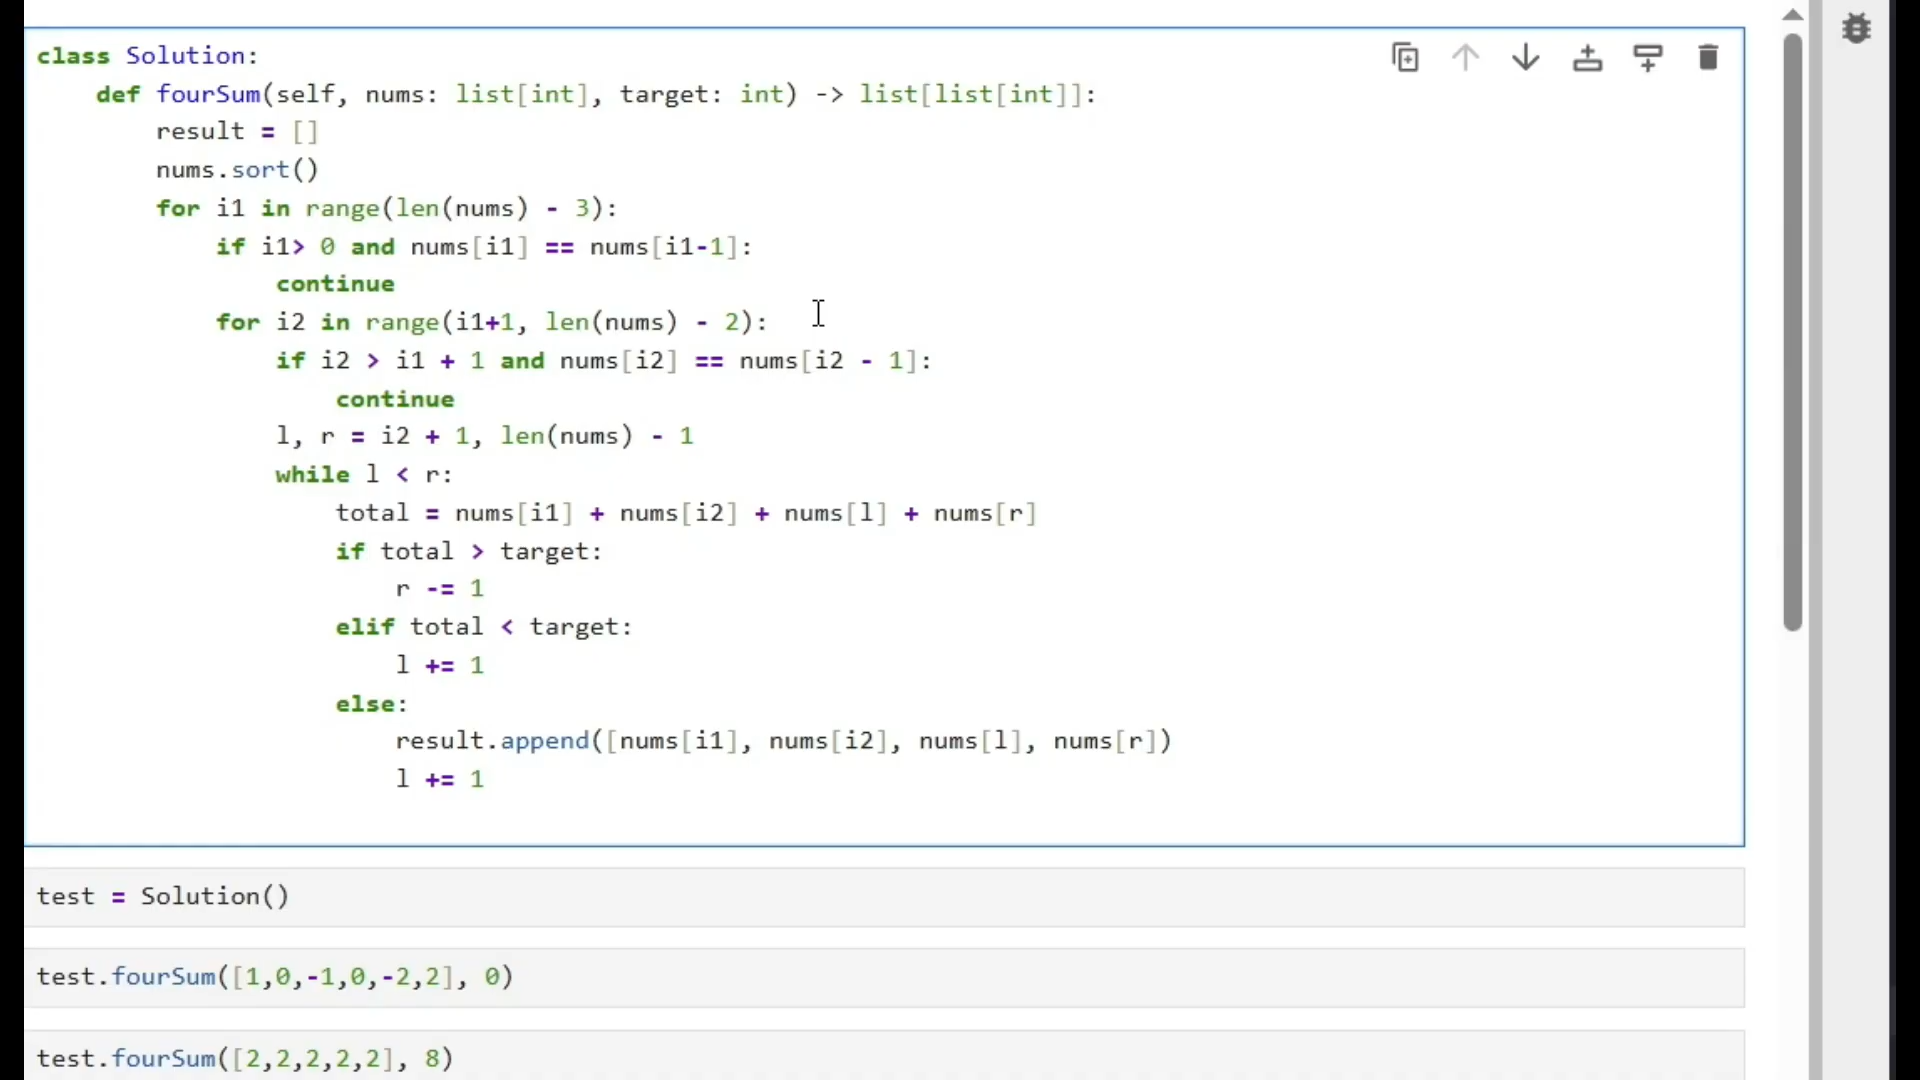 class Solution:
    def fourSum(self, nums: list[int], target: int) -> list[list[int]]:
        result = []
        nums.sort()
        for i1 in range(len(nums) - 3):
            if i1> 0 and nums[i1] == nums[i1-1]:
                continue
            for i2 in range(i1+1, len(nums) - 2):
                if i2 > i1 + 1 and nums[i2] == nums[i2 - 1]:
                    continue
                l, r = i2 + 1, len(nums) - 1
                while l < r:
                    total = nums[i1] + nums[i2] + nums[l] + nums[r]
                    if total > target:
                        r -= 1
                    elif total < target:
                        l += 1
                    else:
                        result.append([nums[i1], nums[i2], nums[l], nums[r])
                        l += 1
test = Solution()
test.fourSum([1,0,-1,0,-2,2], 0)
test.fourSum([2,2,2,2,2], 8)